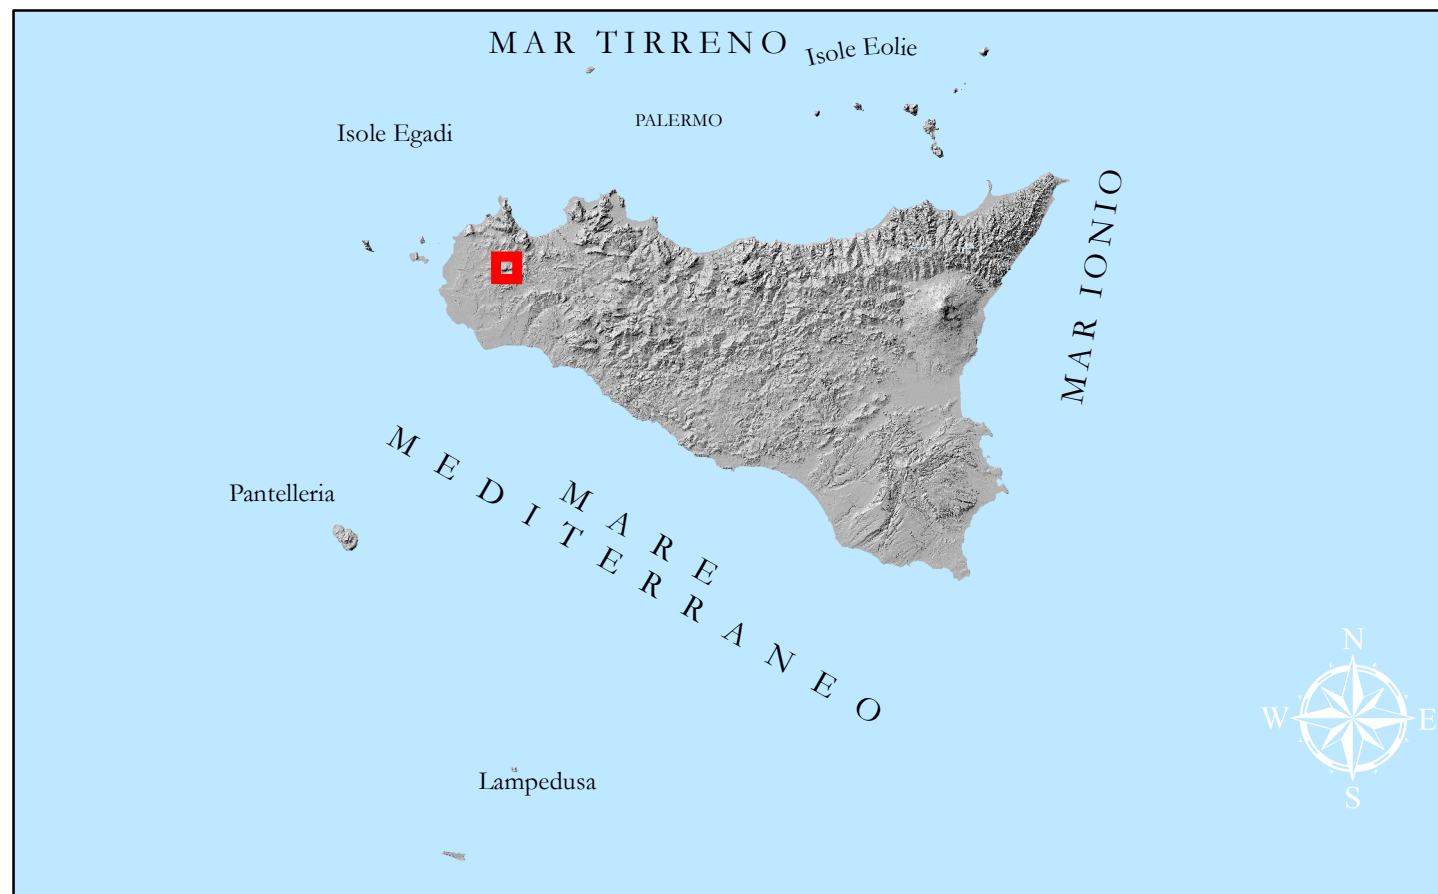 MAR TIRRENO
Isole Eolie
PALERMO
Isole Egadi
MAR IONIO
Pantelleria
MARE
MEDITERRANEO
Lampedusa
N
W
E
S